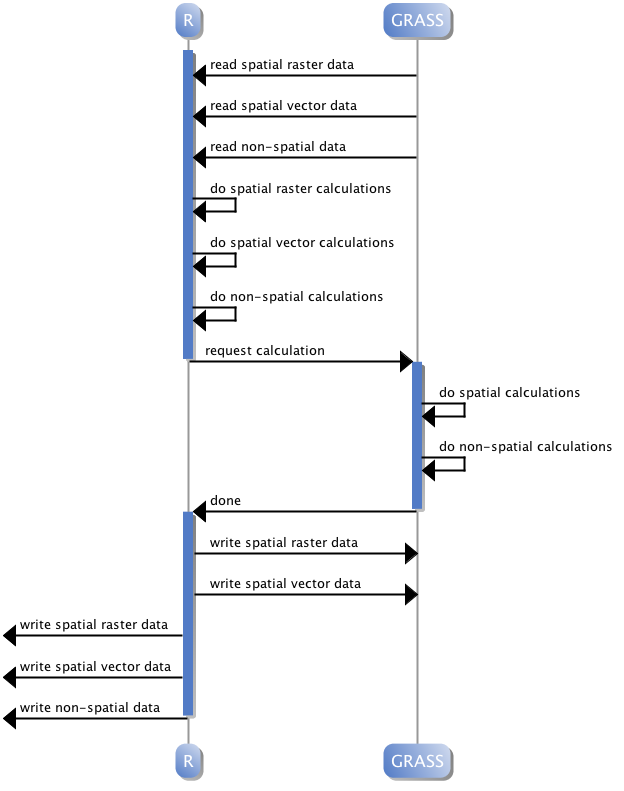 R
GRASS
read spatial raster data
read spatial vector data
read non-spatial data
do spatial raster calculations
do spatial vector calculations
do non-spatial calculations
request calculation
do spatial calculations
do non-spatial calculations
done
write spatial raster data
write spatial vector data
write spatial raster data
write spatial vector data
write non-spatial data
R
GRASS